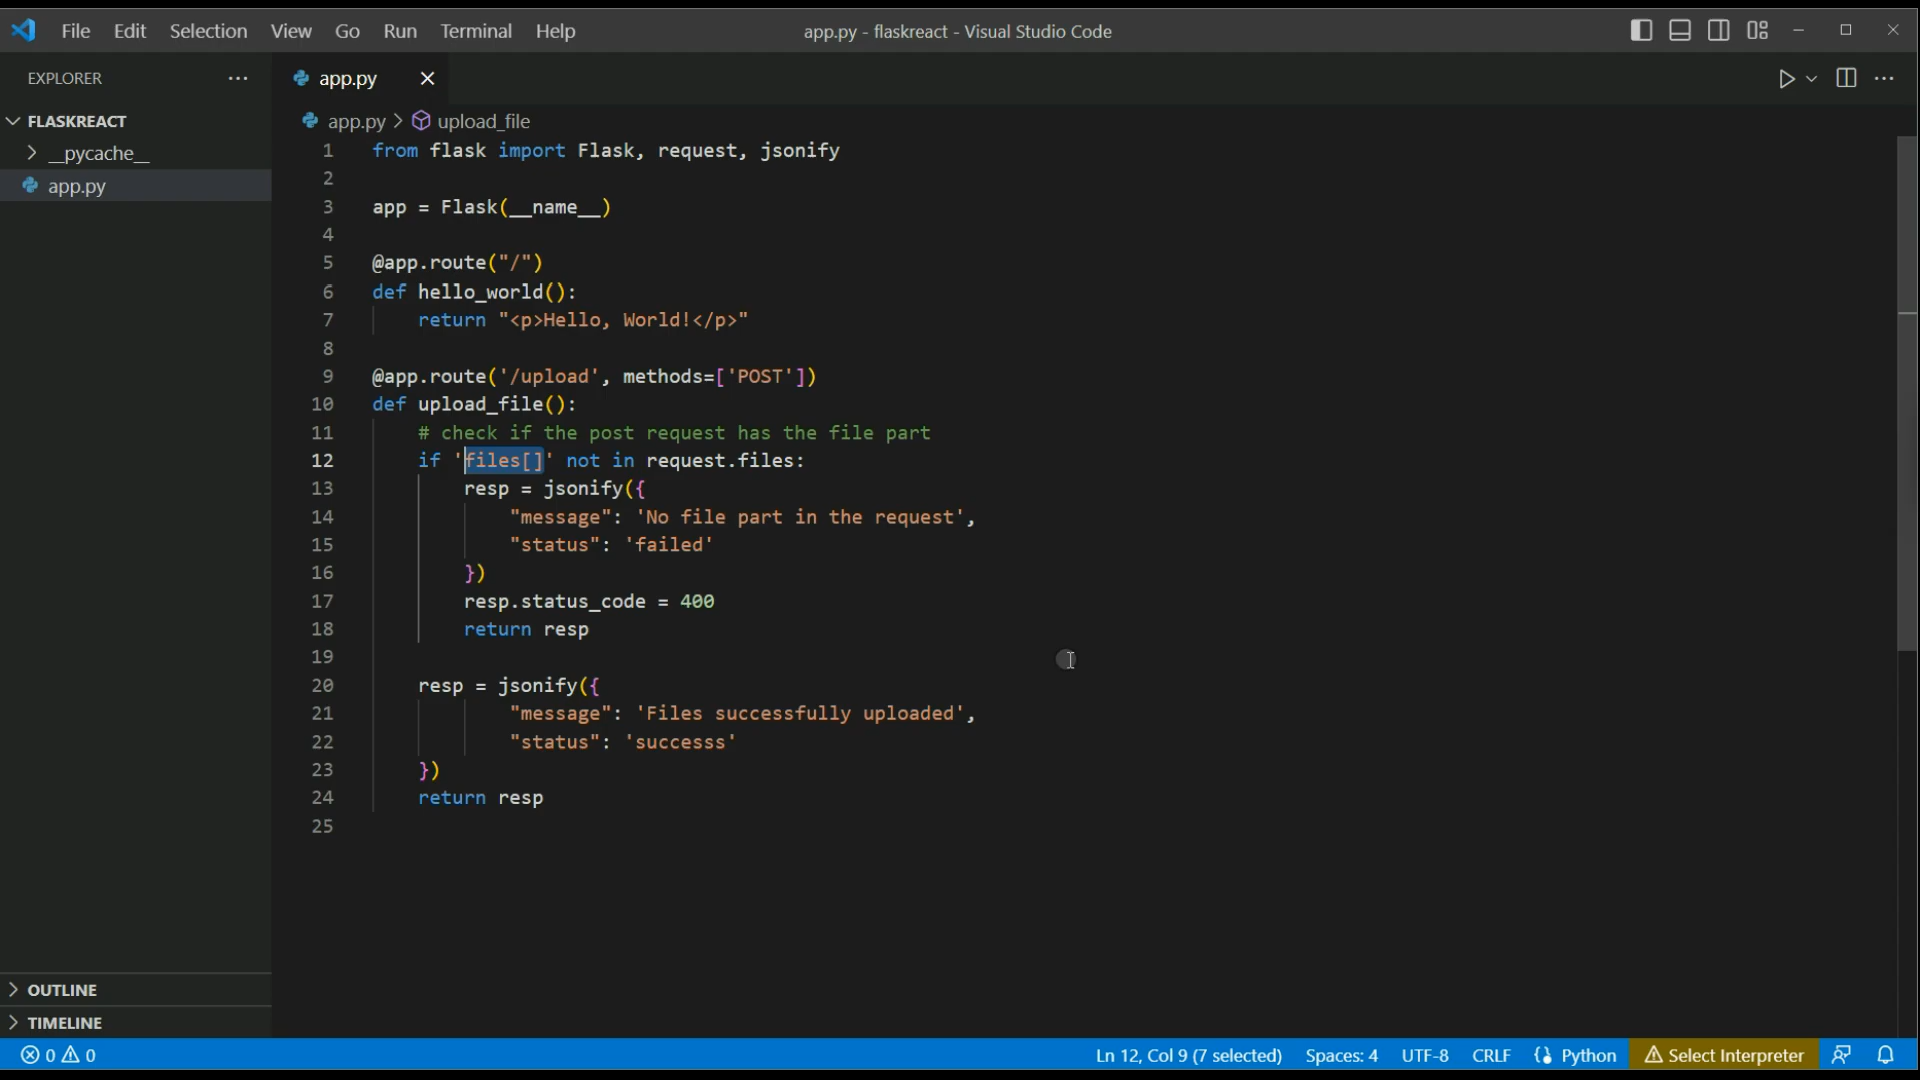 File Edit Selection View Go Run Terminal Help
app.py - flaskreact - Visual Studio Code
EXPLORER
FLASKREACT
__pycache__
app.py
app.py
app.py > upload_file
1 from flask import Flask, request, jsonify
2
3 app = Flask(__name__)
4
5 @app.route("/")
6 def hello_world():
7     return "<p>Hello, World!</p>"
8
9 @app.route('/upload', methods=['POST'])
10 def upload_file():
11     # check if the post request has the file part
12     if 'files[]' not in request.files:
13         resp = jsonify({
14             "message": 'No file part in the request',
15             "status": 'failed'
16         })
17         resp.status_code = 400
18         return resp
19
20     resp = jsonify({
21             "message": 'Files successfully uploaded',
22             "status": 'successs'
23     })
24     return resp
25
OUTLINE
TIMELINE
0 0
Ln 12, Col 9 (7 selected) Spaces: 4 UTF-8 CRLF Python Select Interpreter